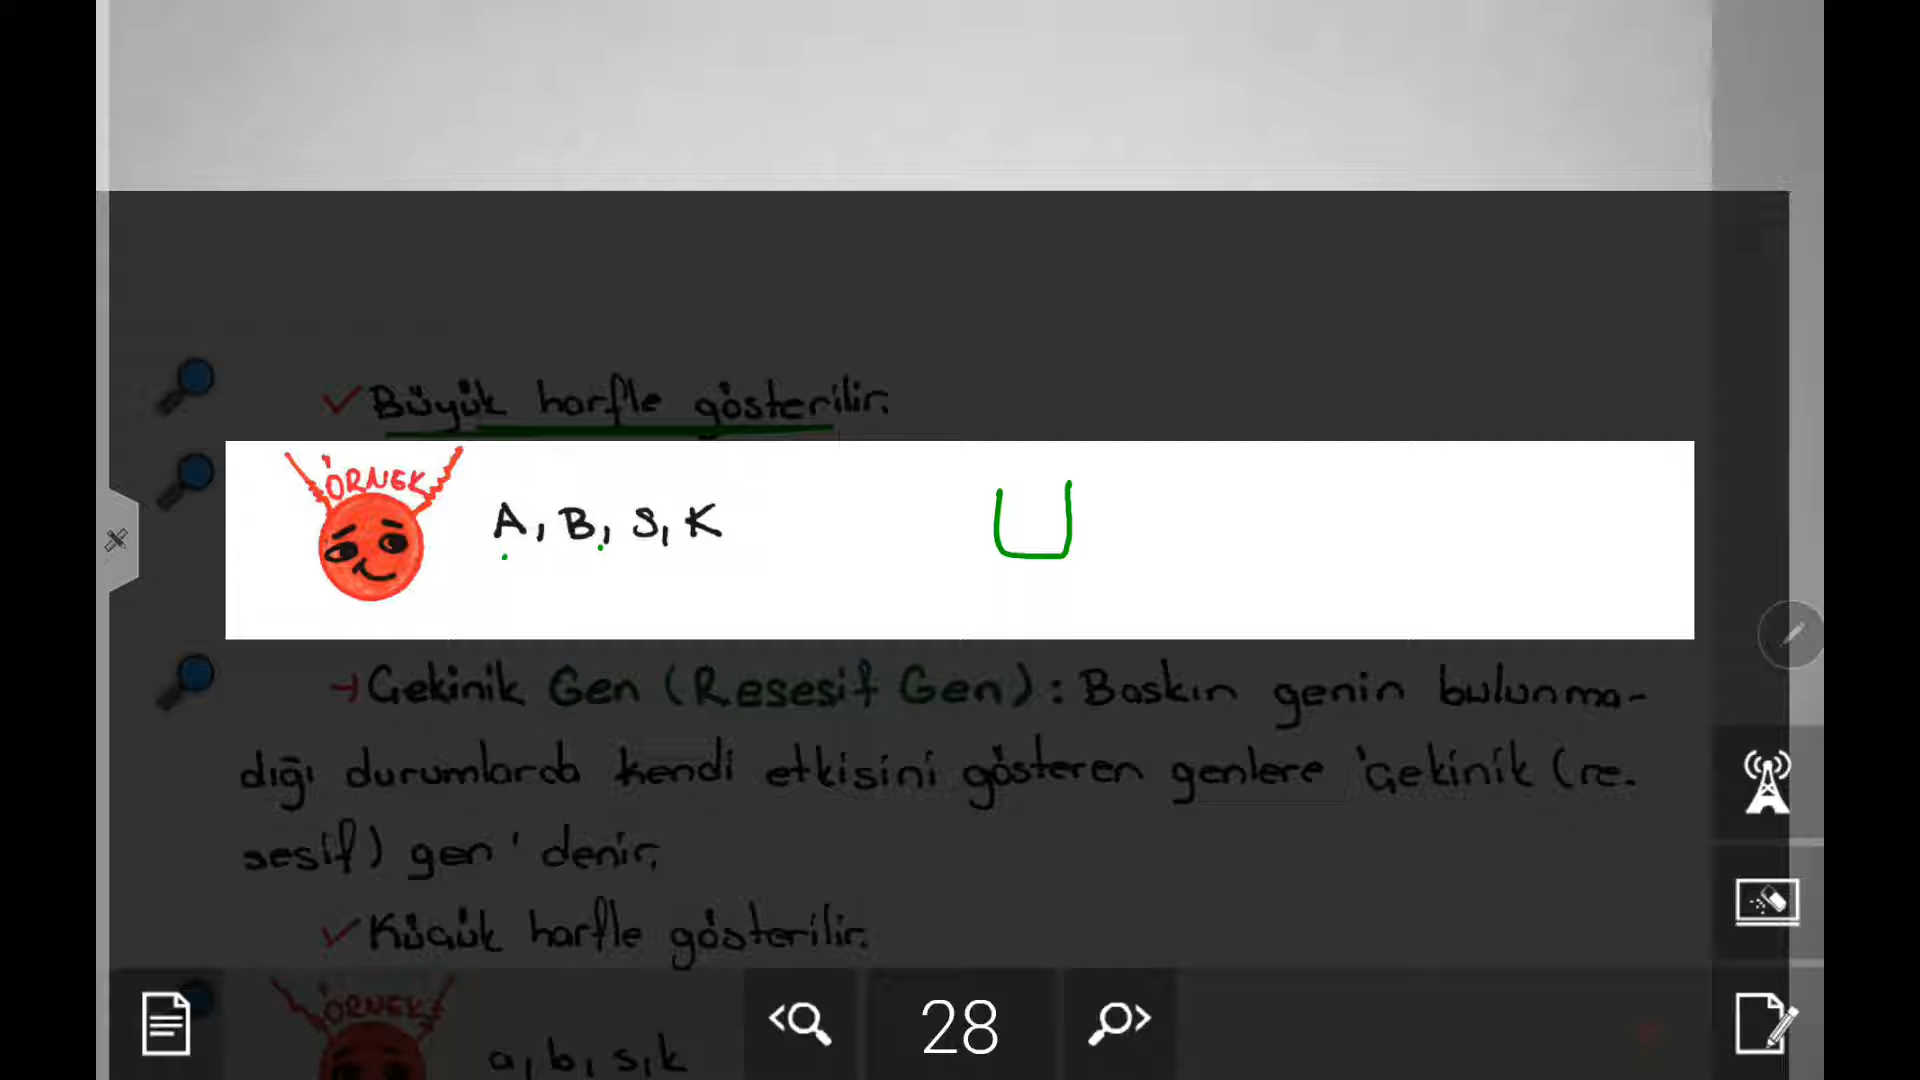 ✓ Büyük harfle gösterilir.
ÖRNEK
A, B, S, K
→ Çekinik Gen (Resesif Gen) : Baskın genin bulunma-
dığı durumlarda kendi etkisini gösteren genlere 'çekinik (re-
sesif) gen' denir.
✓ Küçük harfle gösterilir.
ÖRNEK
a, b, s, k
28